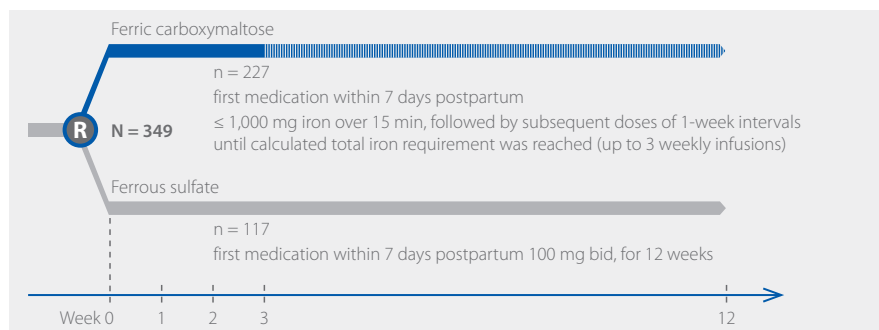 Ferric carboxymaltose
n = 227
first medication within 7 days postpartum
≤ 1,000 mg iron over 15 min, followed by subsequent doses of 1-week intervals
until calculated total iron requirement was reached (up to 3 weekly infusions)
R N = 349
Ferrous sulfate
n = 117
first medication within 7 days postpartum 100 mg bid, for 12 weeks
Week 0 1 2 3 12